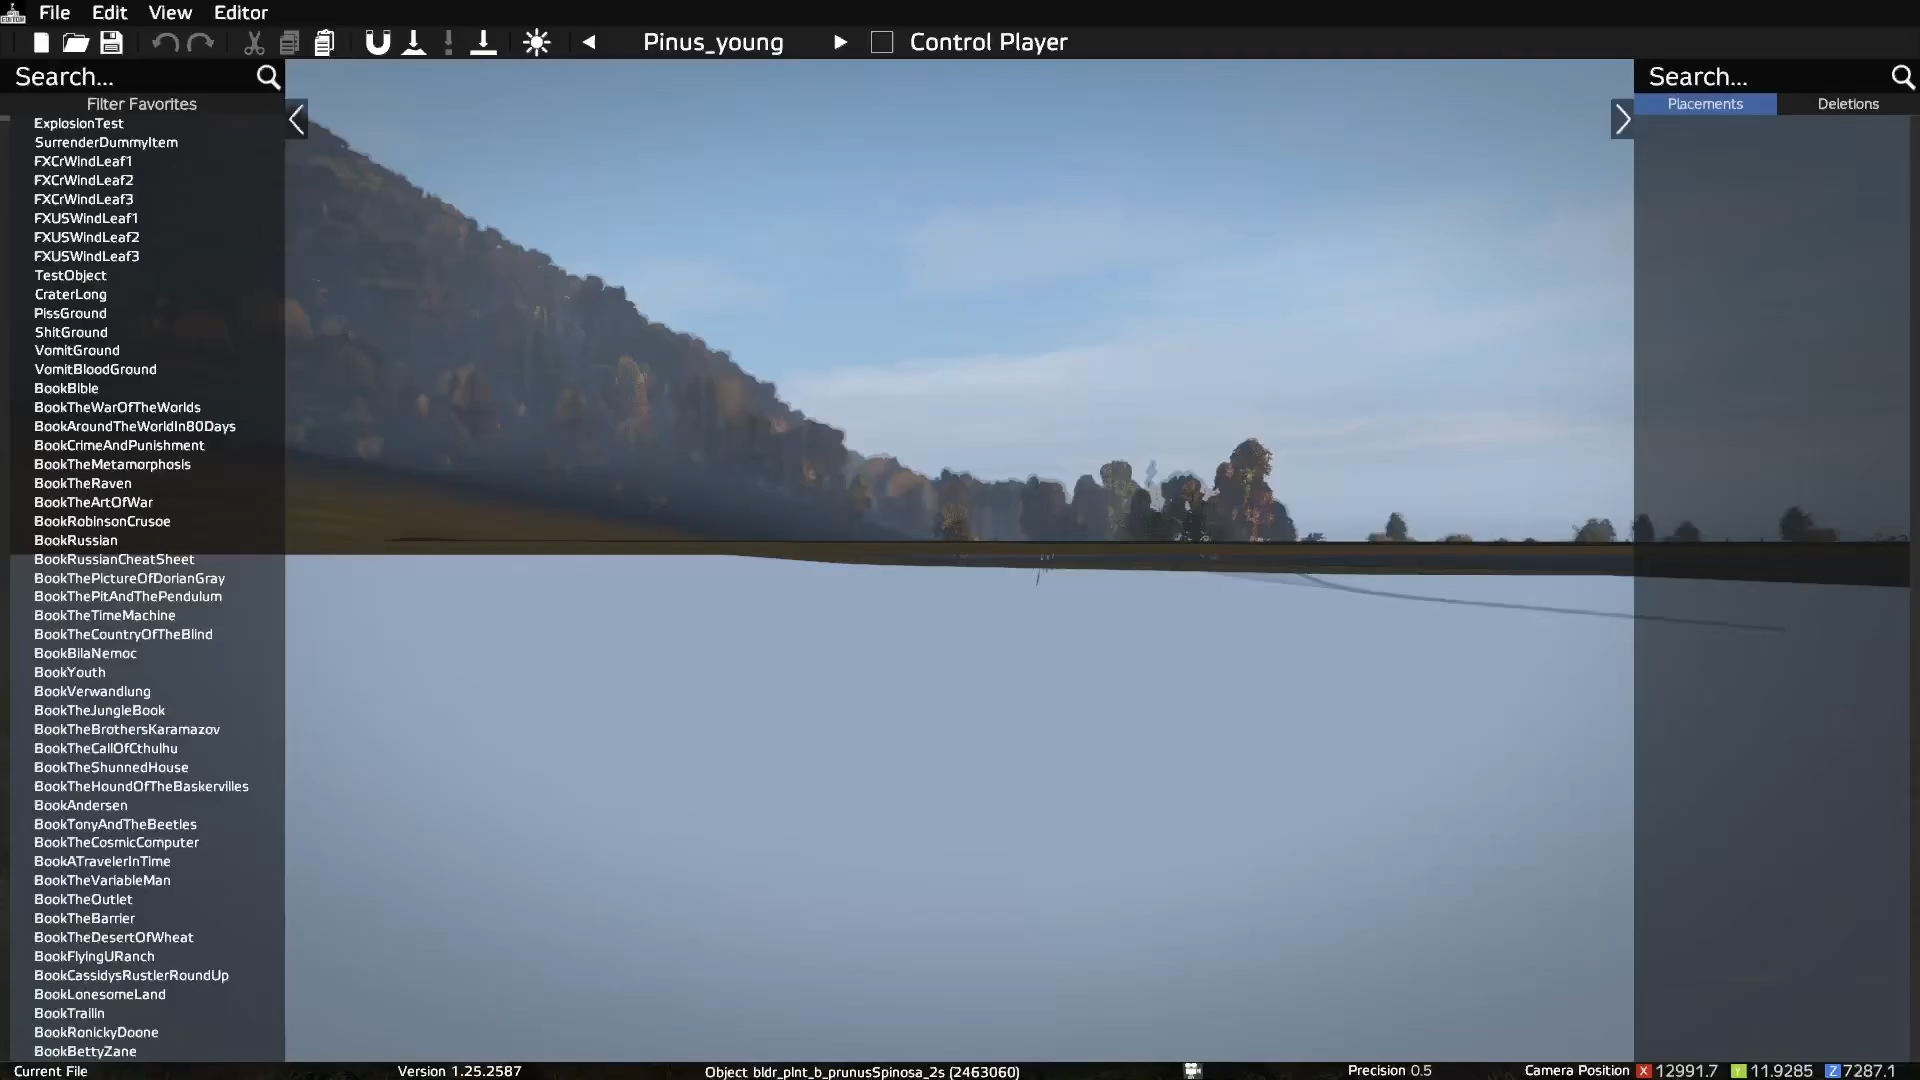 File Edit View Editor
Pinus_young Control Player
Search...
Filter Favorites
ExplosionTest
SurrenderDummyItem
FXCrWindLeaf1
FXCrWindLeaf2
FXCrWindLeaf3
FXUSWindLeaf1
FXUSWindLeaf2
FXUSWindLeaf3
TestObject
CraterLong
PissGround
ShitGround
VomitGround
VomitBloodGround
BookBible
BookTheWarOfTheWorlds
BookAroundTheWorldIn80Days
BookCrimeAndPunishment
BookTheMetamorphosis
BookTheRaven
BookTheArtOfWar
BookRobinsonCrusoe
BookRussian
BookRussianCheatSheet
BookThePictureOfDorianGray
BookThePitAndThePendulum
BookTheTimeMachine
BookTheCountryOfTheBlind
BookBilaNemoc
BookYouth
BookVerwandlung
BookTheJungleBook
BookTheBrothersKaramazov
BookTheCallOfCthulhu
BookTheShunnedHouse
BookTheHoundOfTheBaskervilles
BookAndersen
BookTonyAndTheBeetles
BookTheCosmicComputer
BookATravelerInTime
BookTheVariableMan
BookTheOutlet
BookTheBarrier
BookTheDesertOfWheat
BookFlyingURanch
BookCassidysRustlerRoundUp
BookLonesomeLand
BookTrailin
BookRonickyDoone
BookBettyZane
Search...
Placements Deletions
Current File Version 1.25.2587 Object bldr_plnt_b_prunusSpinosa_2s (2463060) Precision 0.5 Camera Position X 12991.7 Y 11.9285 Z 7287.1